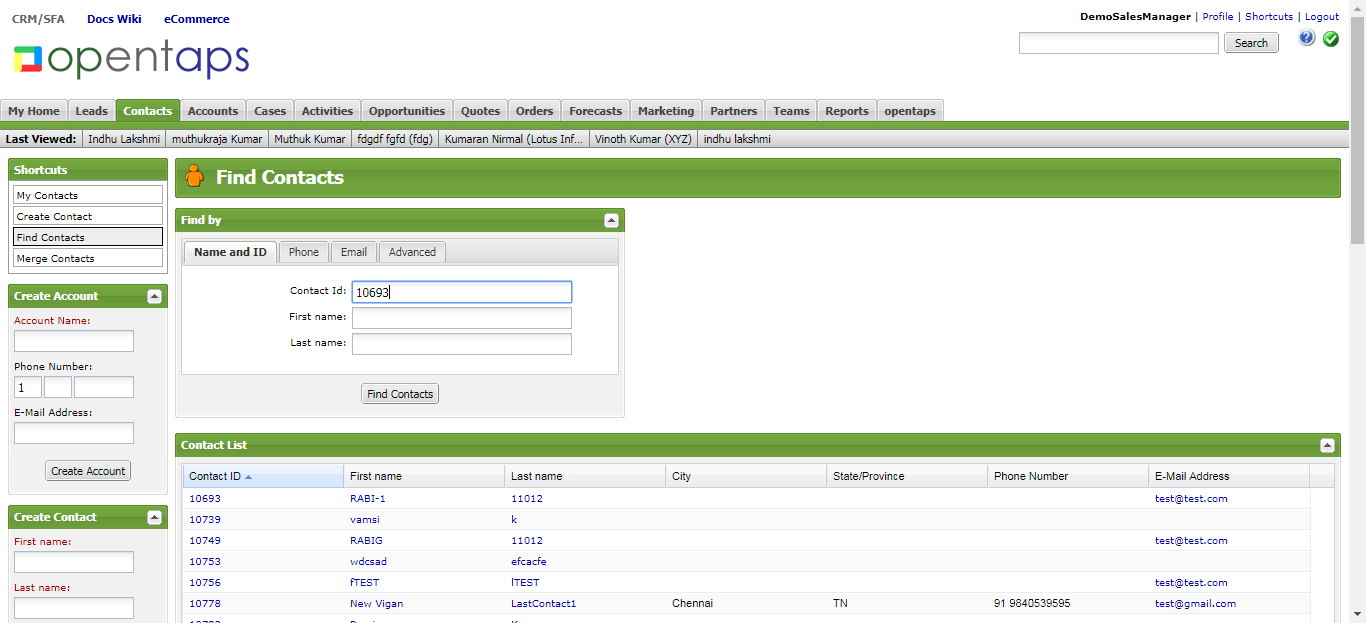 CRM/SFA Docs Wiki eCommerce
DemoSalesManager | Profile | Shortcuts | Logout
opentaps
Search
My Home Leads Contacts Accounts Cases Activities Opportunities Quotes Orders Forecasts Marketing Partners Teams Reports opentaps
Last Viewed: Indhu Lakshmi muthukraja Kumar Muthuk Kumar fdgdf fgfd (fdg) Kumaran Nirmal (Lotus Inf... Vinoth Kumar (XYZ) indhu lakshmi
Shortcuts
My Contacts
Create Contact
Find Contacts
Merge Contacts
Create Account
Account Name:
Phone Number:
1
E-Mail Address:
Create Account
Create Contact
First name:
Last name:
Find Contacts
Find by
Name and ID Phone Email Advanced
Contact Id: 10693
First name:
Last name:
Find Contacts
Contact List
Contact ID First name Last name City State/Province Phone Number E-Mail Address
10693 RABI-1 11012 test@test.com
10739 vamsi k
10749 RABIG 11012 test@test.com
10753 wdcsad efcacfe
10756 fTEST lTEST test@test.com
10778 New Vigan LastContact1 Chennai TN 91 9840539595 test@gmail.com